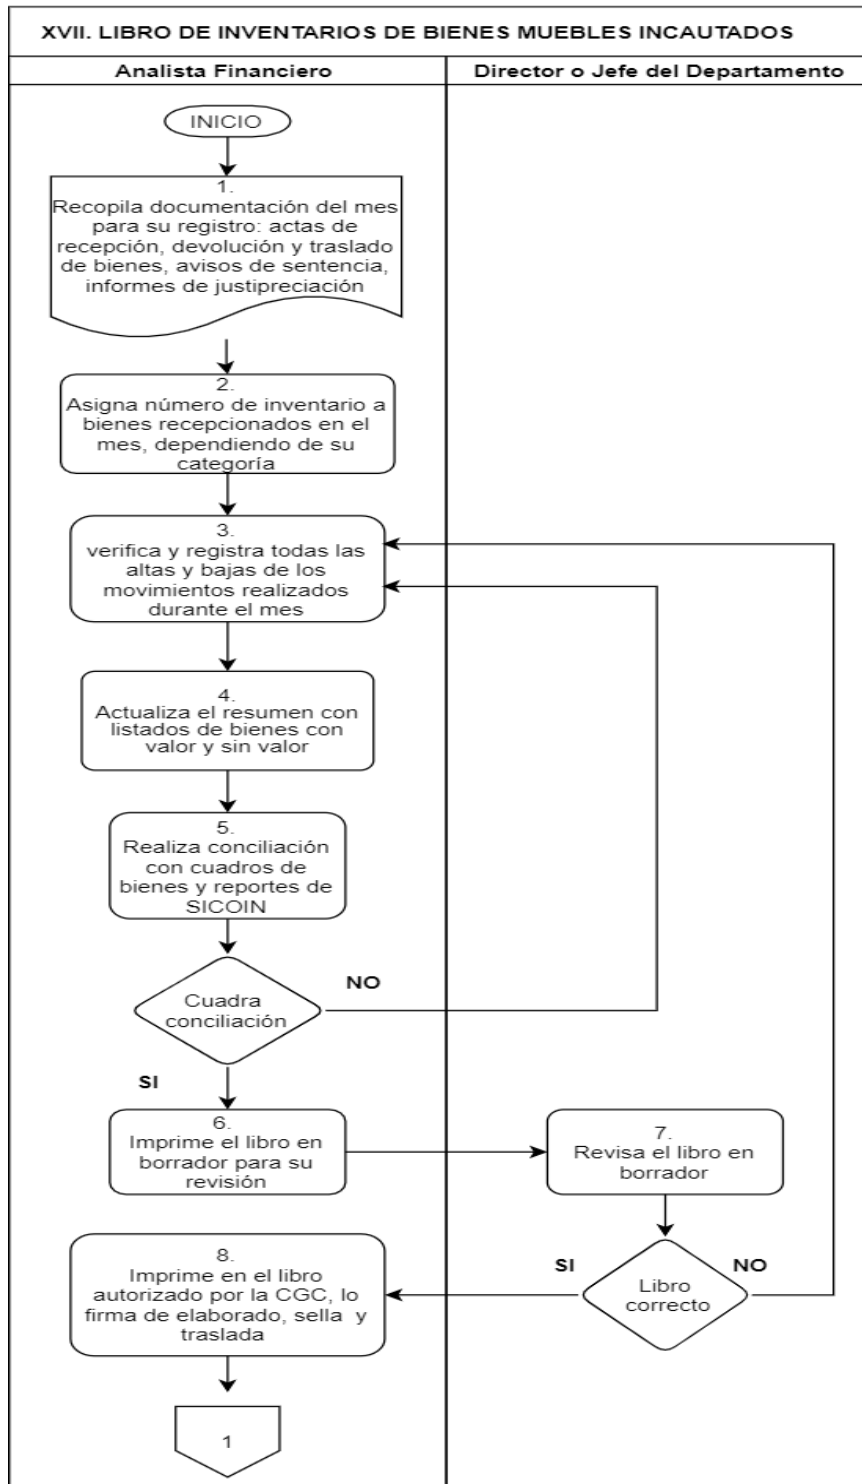 XVII. LIBRO DE INVENTARIOS DE BIENES MUEBLES INCAUTADOS
Analista Financiero
Director o Jefe del Departamento
INICIO
1.
Recopila documentación del mes
para su registro: actas de
recepción, devolución y traslado
de bienes, avisos de sentencia,
informes de justipreciación
2.
Asigna número de inventario a
bienes recepcionados en el
mes, dependiendo de su
categoría
3.
verifica y registra todas las
altas y bajas de los
movimientos realizados
durante el mes
4.
Actualiza el resumen con
listados de bienes con
valor y sin valor
5.
Realiza conciliación
con cuadros de
bienes y reportes de
SICOIN
Cuadra
conciliación
NO
SI
6.
Imprime el libro en
borrador para su
revisión
7.
Revisa el libro en
borrador
Libro
correcto
SI
NO
8.
Imprime en el libro
autorizado por la CGC, lo
firma de elaborado, sella y
traslada
1